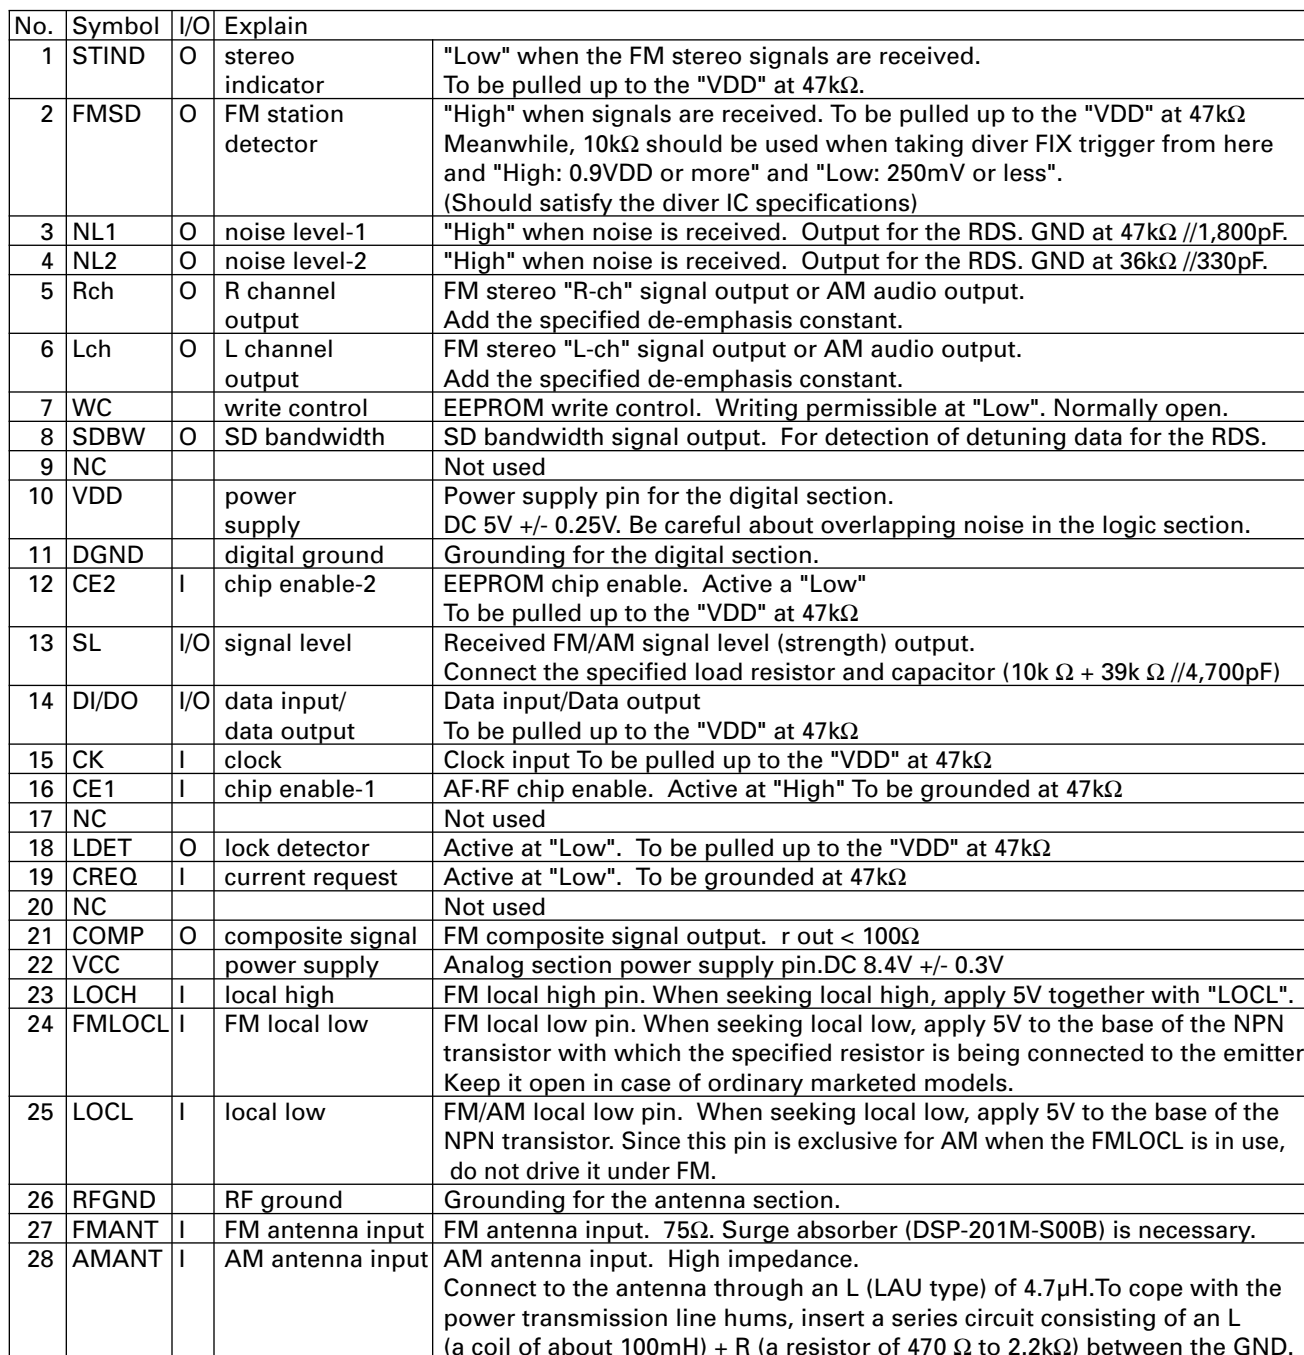 No. Symbol I/O Explain
1 STIND O stereo "Low" when the FM stereo signals are received.
indicator To be pulled up to the "VDD" at 47kΩ.
2 FMSD O FM station "High" when signals are received. To be pulled up to the "VDD" at 47kΩ
detector Meanwhile, 10kΩ should be used when taking diver FIX trigger from here
and "High: 0.9VDD or more" and "Low: 250mV or less".
(Should satisfy the diver IC specifications)
3 NL1 O noise level-1 "High" when noise is received. Output for the RDS. GND at 47kΩ //1,800pF.
4 NL2 O noise level-2 "High" when noise is received. Output for the RDS. GND at 36kΩ //330pF.
5 Rch O R channel FM stereo "R-ch" signal output or AM audio output.
output Add the specified de-emphasis constant.
6 Lch O L channel FM stereo "L-ch" signal output or AM audio output.
output Add the specified de-emphasis constant.
7 WC write control EEPROM write control. Writing permissible at "Low". Normally open.
8 SDBW O SD bandwidth SD bandwidth signal output. For detection of detuning data for the RDS.
9 NC Not used
10 VDD power Power supply pin for the digital section.
supply DC 5V +/- 0.25V. Be careful about overlapping noise in the logic section.
11 DGND digital ground Grounding for the digital section.
12 CE2 I chip enable-2 EEPROM chip enable. Active a "Low"
To be pulled up to the "VDD" at 47kΩ
13 SL I/O signal level Received FM/AM signal level (strength) output.
Connect the specified load resistor and capacitor (10k Ω + 39k Ω //4,700pF)
14 DI/DO I/O data input/ Data input/Data output
data output To be pulled up to the "VDD" at 47kΩ
15 CK I clock Clock input To be pulled up to the "VDD" at 47kΩ
16 CE1 I chip enable-1 AF·RF chip enable. Active at "High" To be grounded at 47kΩ
17 NC Not used
18 LDET O lock detector Active at "Low". To be pulled up to the "VDD" at 47kΩ
19 CREQ I current request Active at "Low". To be grounded at 47kΩ
20 NC Not used
21 COMP O composite signal FM composite signal output. r out < 100Ω
22 VCC power supply Analog section power supply pin.DC 8.4V +/- 0.3V
23 LOCH I local high FM local high pin. When seeking local high, apply 5V together with "LOCL".
24 FMLOCL I FM local low FM local low pin. When seeking local low, apply 5V to the base of the NPN
transistor with which the specified resistor is being connected to the emitter
Keep it open in case of ordinary marketed models.
25 LOCL I local low FM/AM local low pin. When seeking local low, apply 5V to the base of the
NPN transistor. Since this pin is exclusive for AM when the FMLOCL is in use,
do not drive it under FM.
26 RFGND RF ground Grounding for the antenna section.
27 FMANT I FM antenna input FM antenna input. 75Ω. Surge absorber (DSP-201M-S00B) is necessary.
28 AMANT I AM antenna input AM antenna input. High impedance.
Connect to the antenna through an L (LAU type) of 4.7µH.To cope with the
power transmission line hums, insert a series circuit consisting of an L
(a coil of about 100mH) + R (a resistor of 470 Ω to 2.2kΩ) between the GND.